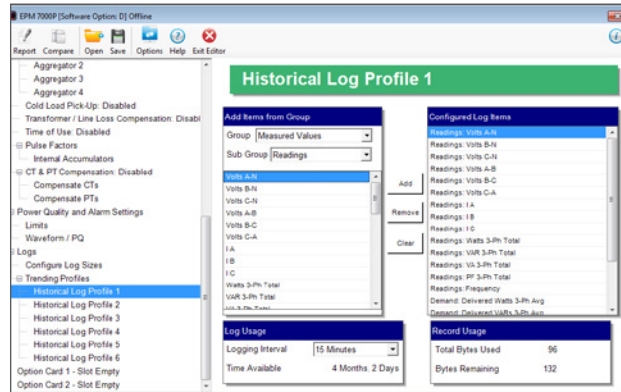 EPM 7000P [Software Option: D] Offline
Report Compare Open Save Options Help Exit Editor
Aggregator 2
Aggregator 3
Aggregator 4
Cold Load Pick-Up: Disabled
Transformer / Line Loss Compensation: Disabl
Time of Use: Disabled
Pulse Factors
Internal Accumulators
CT & PT Compensation: Disabled
Compensate CTs
Compensate PTs
Power Quality and Alarm Settings
Limits
Waveform / PQ
Logs
Configure Log Sizes
Trending Profiles
Historical Log Profile 1
Historical Log Profile 2
Historical Log Profile 3
Historical Log Profile 4
Historical Log Profile 5
Historical Log Profile 6
Option Card 1 - Slot Empty
Option Card 2 - Slot Empty
Historical Log Profile 1
Add Items from Group
Group Measured Values
Sub Group Readings
Volts A-N
Volts B-N
Volts C-N
Volts A-B
Volts B-C
Volts C-A
I A
I B
I C
Watts 3-Ph Total
VAR 3-Ph Total
VA 3-Ph Total
Add
Remove
Clear
Configured Log Items
Readings: Volts A-N
Readings: Volts B-N
Readings: Volts C-N
Readings: Volts A-B
Readings: Volts B-C
Readings: Volts C-A
Readings: I A
Readings: I B
Readings: I C
Readings: Watts 3-Ph Total
Readings: VAR 3-Ph Total
Readings: VA 3-Ph Total
Readings: PF 3-Ph Total
Readings: Frequency
Demand: Delivered Watts 3-Ph Avg
Demand: Delivered VARs 3-Ph Avg
Log Usage
Logging Interval 15 Minutes
Time Available 4 Months. 2 Days
Record Usage
Total Bytes Used 96
Bytes Remaining 132